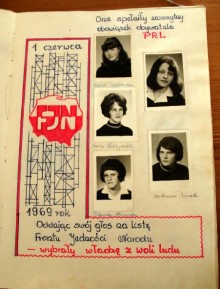 One spełniły zaszczytny
obowiązek obywatela
PRL
1 czerwca
FJN
1969 rok
Oddając swój głos na listę
Frontu Jedności Narodu
– wybrały władzę z woli ludu